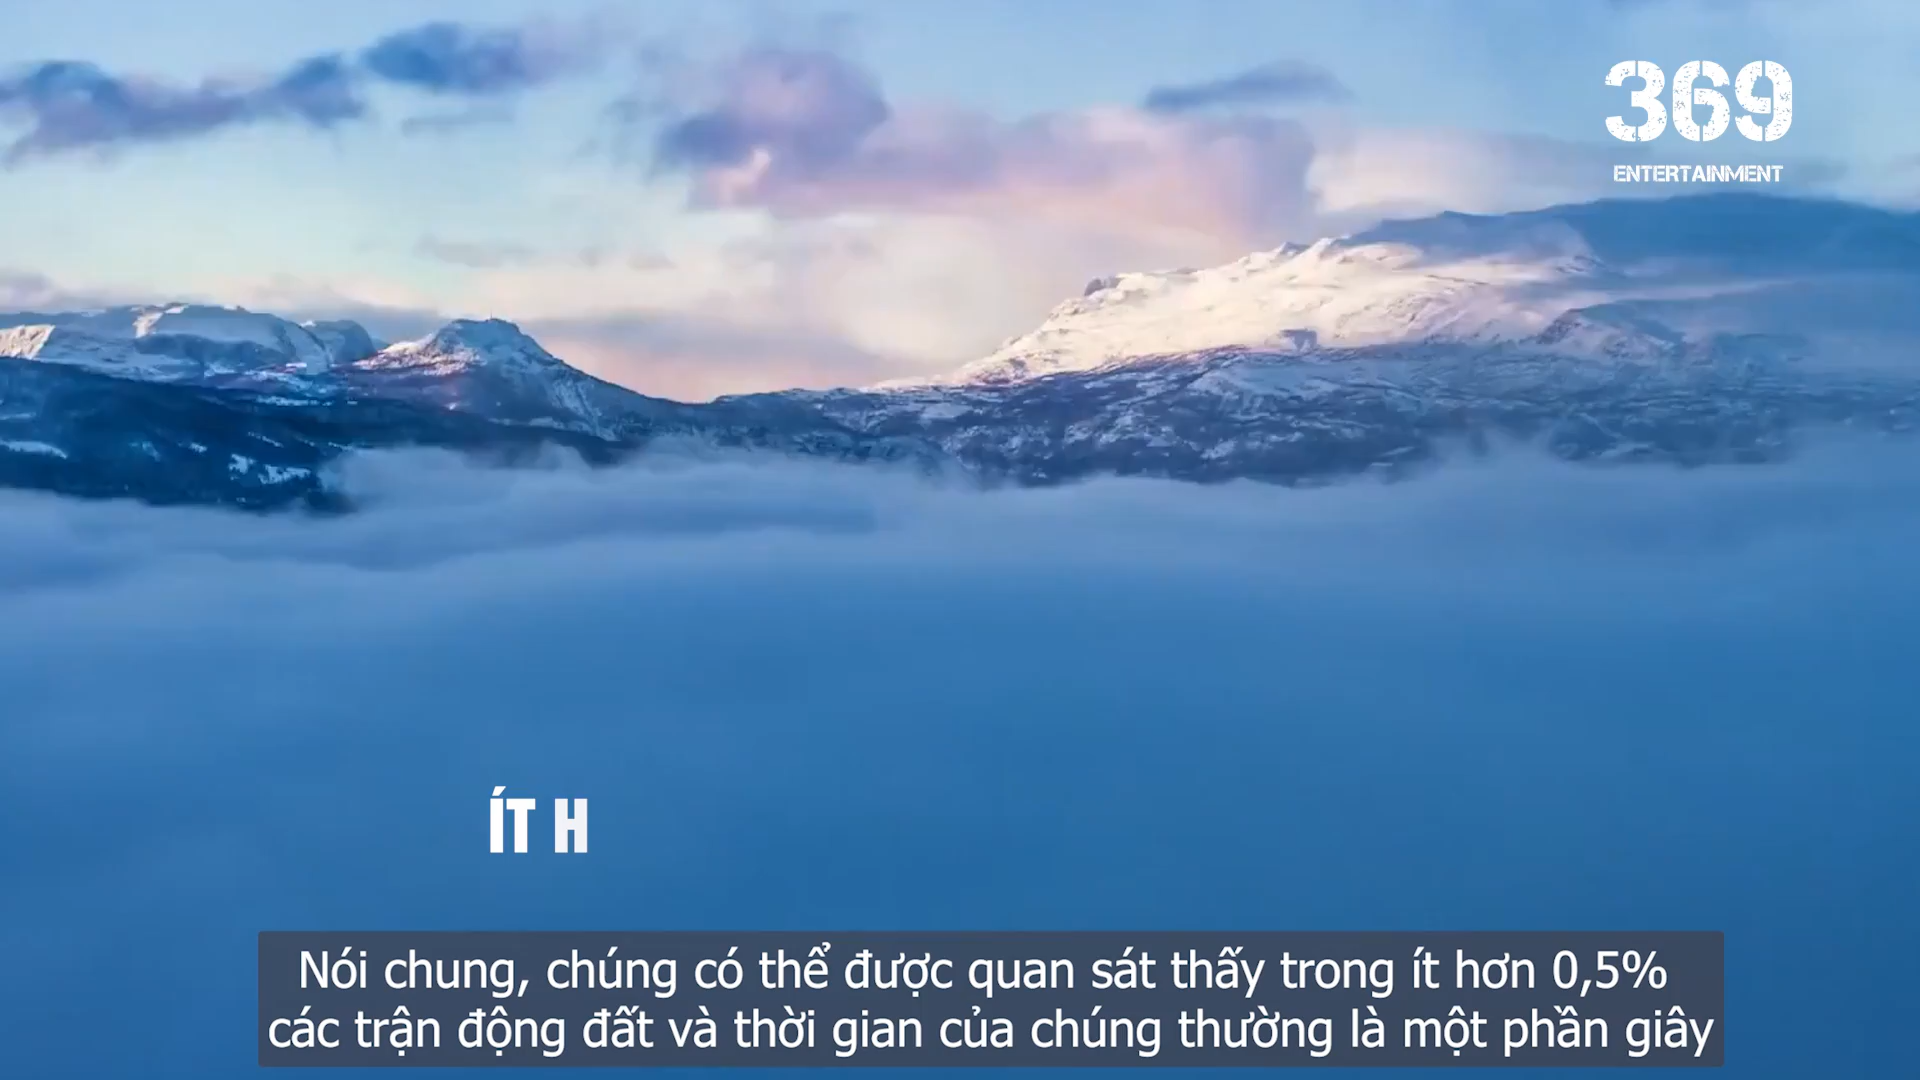 369
ENTERTAINMENT
ÍT H
Nói chung, chúng có thể được quan sát thấy trong ít hơn 0,5%
các trận động đất và thời gian của chúng thường là một phần giây